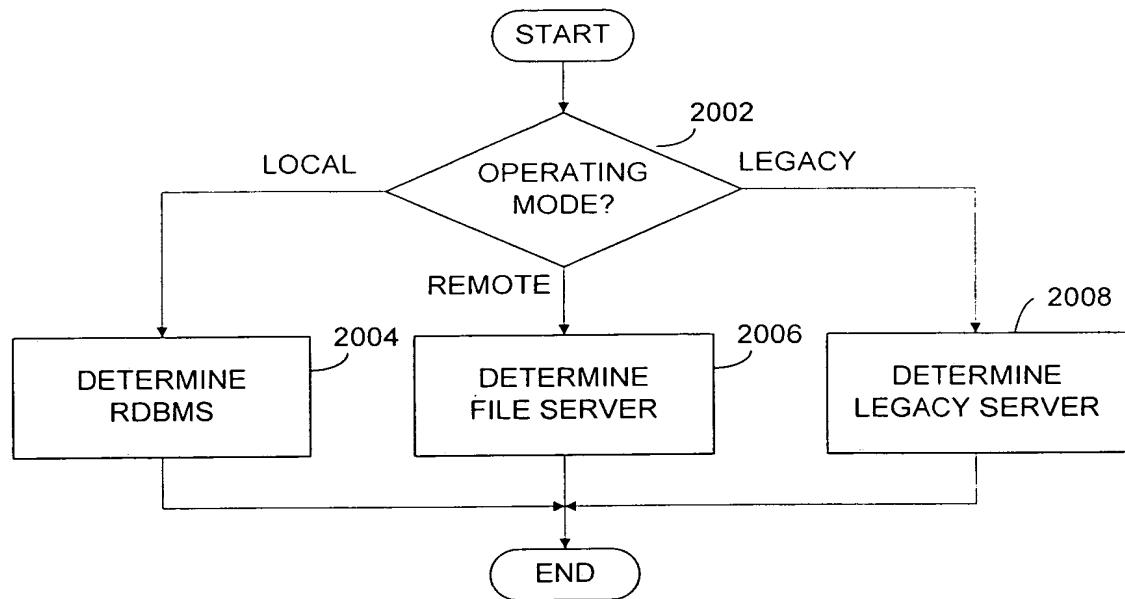 START
2002
LOCAL
OPERATING
MODE?
LEGACY
REMOTE
2004
DETERMINE
RDBMS
2006
DETERMINE
FILE SERVER
2008
DETERMINE
LEGACY SERVER
END